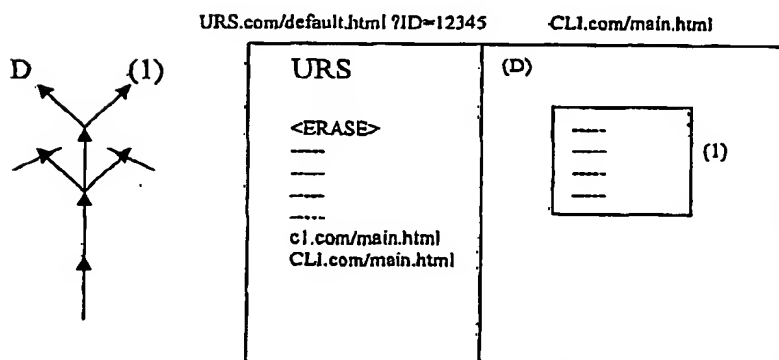 URS.com/default.html ?ID=12345 CL1.com/main.html
D (1)
URS
<ERASE>
c1.com/main.html
CL1.com/main.html
(D)
(1)